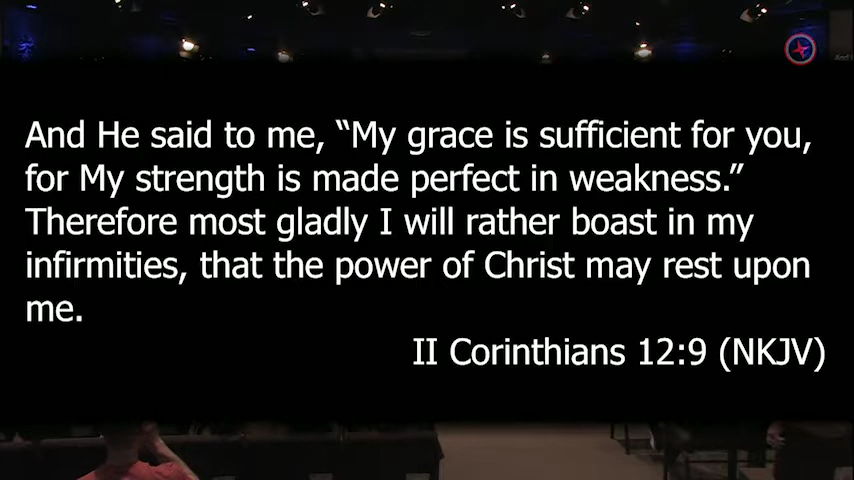 And He said to me, “My grace is sufficient for you,
for My strength is made perfect in weakness.”
Therefore most gladly I will rather boast in my
infirmities, that the power of Christ may rest upon
me.
II Corinthians 12:9 (NKJV)